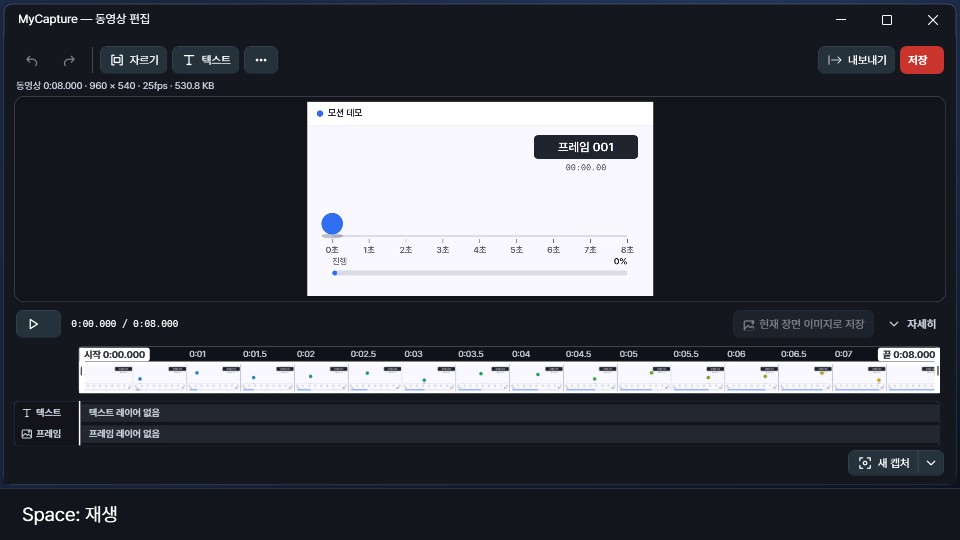 MyCapture — 동영상 편집
자르기 텍스트 ···
내보내기 저장
동영상 0:08.000 · 960 × 540 · 25fps · 530.8 KB
모션 데모
프레임 001
00:00.00
0초 1초 2초 3초 4초 5초 6초 7초 8초
진행 0%
0:00.000 / 0:08.000
현재 장면 이미지로 저장 자세히
시작 0:00.000 0:01 0:01.5 0:02 0:02.5 0:03 0:03.5 0:04 0:04.5 0:05 0:05.5 0:06 0:06.5 0:07 끝 0:08.000
텍스트 텍스트 레이어 없음
프레임 프레임 레이어 없음
새 캡처
Space: 재생